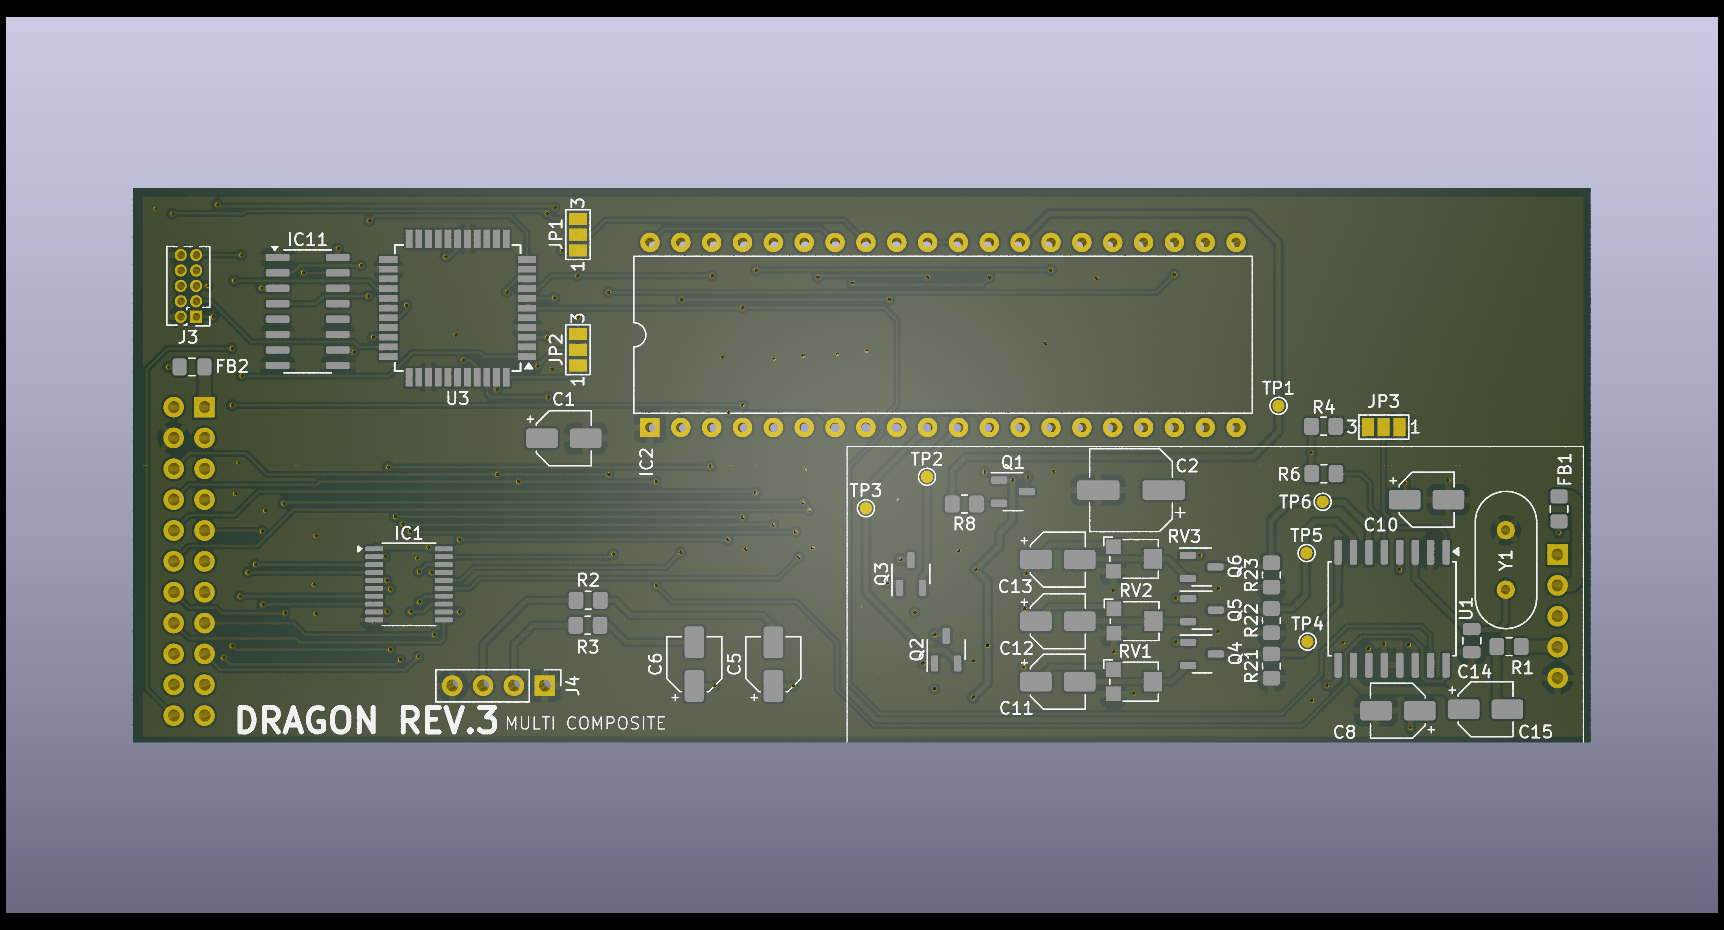 3
JP1
1
IC11
J3
FB2
U3
3
JP2
1
C1
TP1
R4
JP3
3
1
IC2
TP2
Q1
C2
FB1
R6
TP3
TP6
R8
C10
IC1
RV3
TP5
Y1
Q3
C13
Q6
R23
R2
RV2
Q5
R22
U1
R3
C12
TP4
C6
C5
Q2
RV1
Q4
R21
R1
C14
J4
C11
DRAGON REV.3 MULTI COMPOSITE
C8
C15